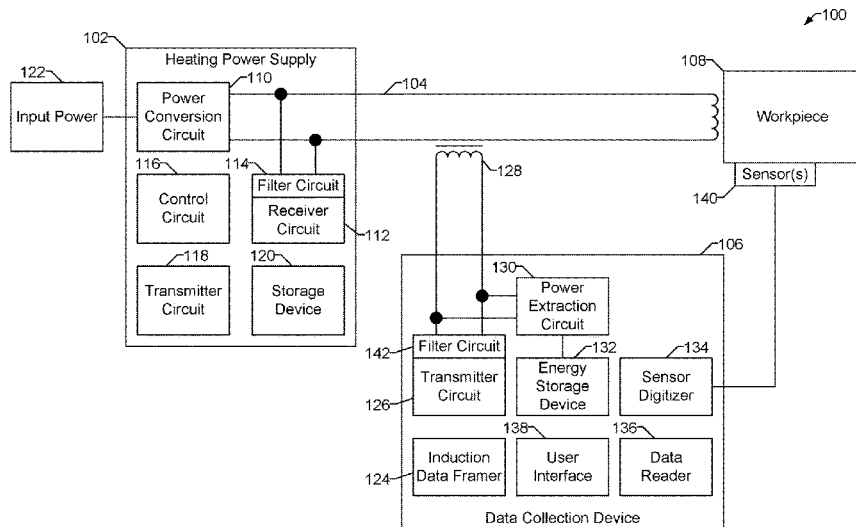 100
102
Heating Power Supply
108
122
110
104
Input Power
Power
Conversion
Circuit
Workpiece
116
114
128
Sensor(s)
140
Control
Circuit
Filter Circuit
Receiver
Circuit
112
106
118
120
130
Transmitter
Circuit
Storage
Device
Power
Extraction
Circuit
142
Filter Circuit
132
134
Transmitter
Circuit
126
Energy
Storage
Device
Sensor
Digitizer
138
136
Induction
Data Framer
124
User
Interface
Data
Reader
Data Collection Device